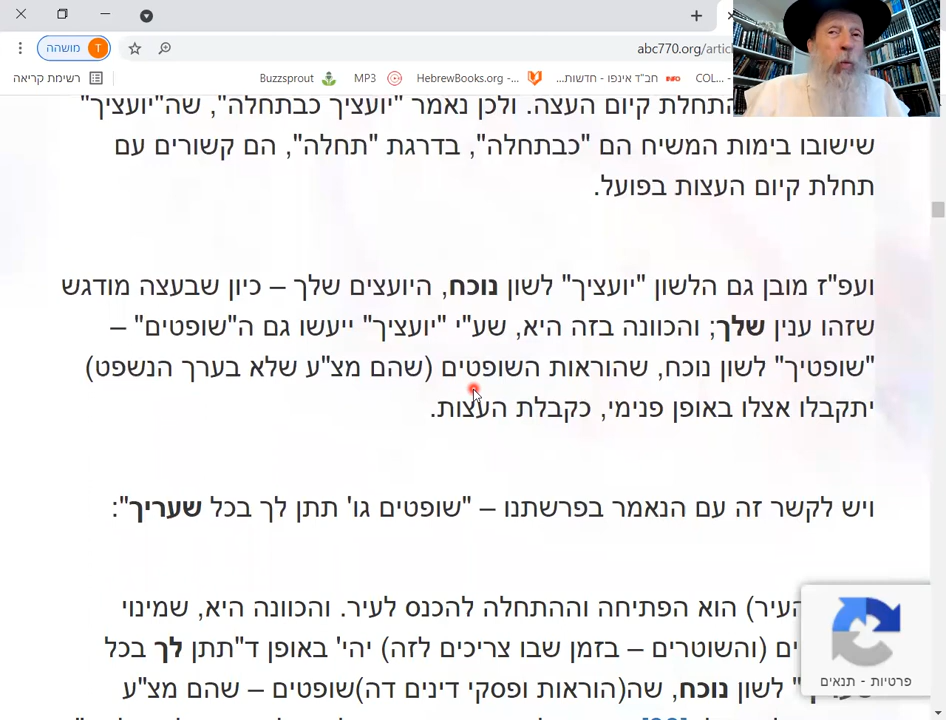 מושהה
T
abc770.org/artic
רשימת קריאה
Buzzsprout
MP3
HebrewBooks.org -...
חב"ד אינפו - חדשות...
INFO
COL...
התחלת קיום העצה. ולכן נאמר "יועציך כבתחלה", שה"יועציך"
שישובו בימות המשיח הם "כבתחלה", בדרגת "תחלה", הם קשורים עם
תחלת קיום העצות בפועל.
ועפ"ז מובן גם הלשון "יועציך" לשון נוכח, היועצים שלך – כיון שבעצה מודגש
שזהו ענין שלך; והכוונה בזה היא, שע"י "יועציך" ייעשו גם ה"שופטים" –
"שופטיך" לשון נוכח, שהוראות השופטים (שהם מצ"ע שלא בערך הנשפט)
יתקבלו אצלו באופן פנימי, כקבלת העצות.
ויש לקשר זה עם הנאמר בפרשתנו – "שופטים גו' תתן לך בכל שעריך":
העיר) הוא הפתיחה וההתחלה להכנס לעיר. והכוונה היא, שמינוי
ים (והשוטרים – בזמן שבו צריכים לזה) יהי' באופן ד"תתן לך בכל
שעריך" לשון נוכח, שה(הוראות ופסקי דינים דה)שופטים – שהם מצ"ע
פרטיות - תנאים